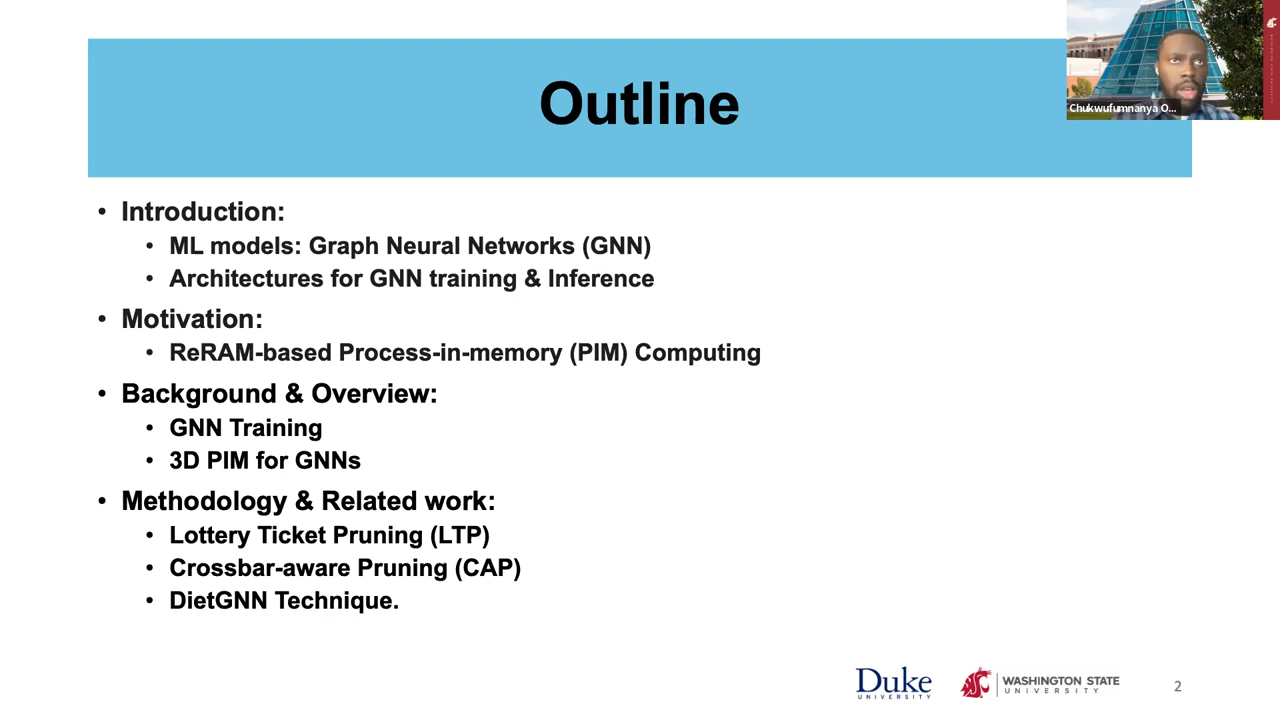 Outline
Chukwufumnanya O...
• Introduction:
• ML models: Graph Neural Networks (GNN)
• Architectures for GNN training & Inference
• Motivation:
• ReRAM-based Process-in-memory (PIM) Computing
• Background & Overview:
• GNN Training
• 3D PIM for GNNs
• Methodology & Related work:
• Lottery Ticket Pruning (LTP)
• Crossbar-aware Pruning (CAP)
• DietGNN Technique.
Duke
UNIVERSITY
WASHINGTON STATE
UNIVERSITY
2